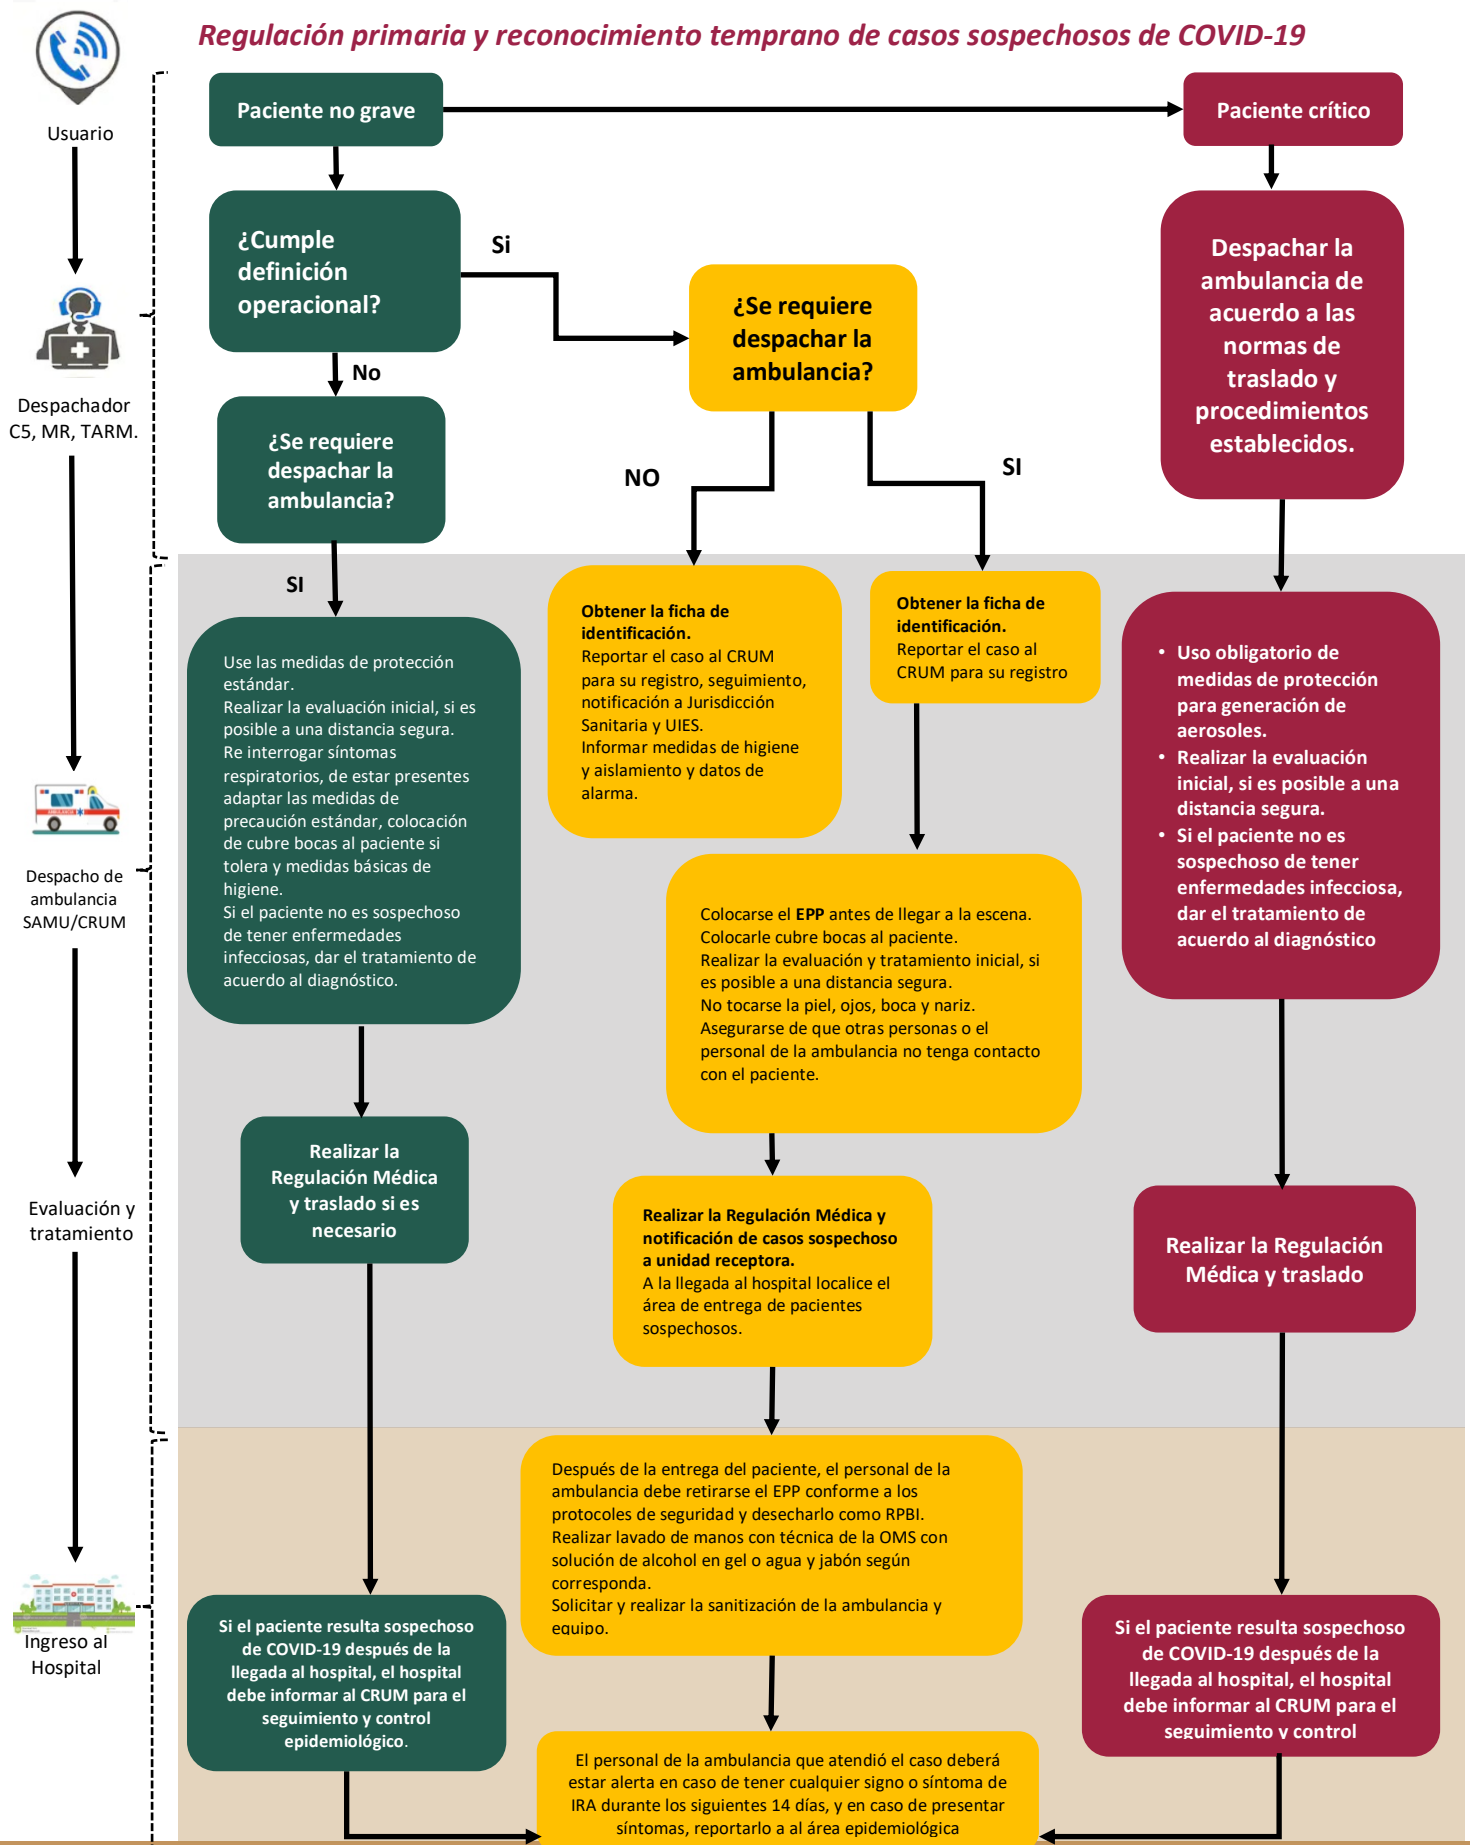 Regulación primaria y reconocimiento temprano de casos sospechosos de COVID-19
Usuario
Despachador
C5, MR, TARM.
Despacho de
ambulancia
SAMU/CRUM
Evaluación y
tratamiento
Ingreso al
Hospital
Paciente no grave
Paciente crítico
¿Cumple
definición
operacional?
Si
No
¿Se requiere
despachar la
ambulancia?
¿Se requiere
despachar la
ambulancia?
NO
SI
Despachar la
ambulancia de
acuerdo a las
normas de
traslado y
procedimientos
establecidos.
SI
Use las medidas de protección
estándar.
Realizar la evaluación inicial, si es
posible a una distancia segura.
Re interrogar síntomas
respiratorios, de estar presentes
adaptar las medidas de
precaución estándar, colocación
de cubre bocas al paciente si
tolera y medidas básicas de
higiene.
Si el paciente no es sospechoso
de tener enfermedades
infecciosas, dar el tratamiento de
acuerdo al diagnóstico.
Obtener la ficha de
identificación.
Reportar el caso al CRUM
para su registro, seguimiento,
notificación a Jurisdicción
Sanitaria y UIES.
Informar medidas de higiene
y aislamiento y datos de
alarma.
Obtener la ficha de
identificación.
Reportar el caso al
CRUM para su registro
• Uso obligatorio de
medidas de protección
para generación de
aerosoles.
• Realizar la evaluación
inicial, si es posible a una
distancia segura.
• Si el paciente no es
sospechoso de tener
enfermedades infecciosa,
dar el tratamiento de
acuerdo al diagnóstico
Colocarse el EPP antes de llegar a la escena.
Colocarle cubre bocas al paciente.
Realizar la evaluación y tratamiento inicial, si
es posible a una distancia segura.
No tocarse la piel, ojos, boca y nariz.
Asegurarse de que otras personas o el
personal de la ambulancia no tenga contacto
con el paciente.
Realizar la
Regulación Médica
y traslado si es
necesario
Realizar la Regulación Médica y
notificación de casos sospechoso
a unidad receptora.
A la llegada al hospital localice el
área de entrega de pacientes
sospechosos.
Realizar la Regulación
Médica y traslado
Después de la entrega del paciente, el personal de la
ambulancia debe retirarse el EPP conforme a los
protocoles de seguridad y desecharlo como RPBI.
Realizar lavado de manos con técnica de la OMS con
solución de alcohol en gel o agua y jabón según
corresponda.
Solicitar y realizar la sanitización de la ambulancia y
equipo.
Si el paciente resulta sospechoso
de COVID-19 después de la
llegada al hospital, el hospital
debe informar al CRUM para el
seguimiento y control
epidemiológico.
Si el paciente resulta sospechoso
de COVID-19 después de la
llegada al hospital, el hospital
debe informar al CRUM para el
seguimiento y control
El personal de la ambulancia que atendió el caso deberá
estar alerta en caso de tener cualquier signo o síntoma de
IRA durante los siguientes 14 días, y en caso de presentar
síntomas, reportarlo a al área epidemiológica